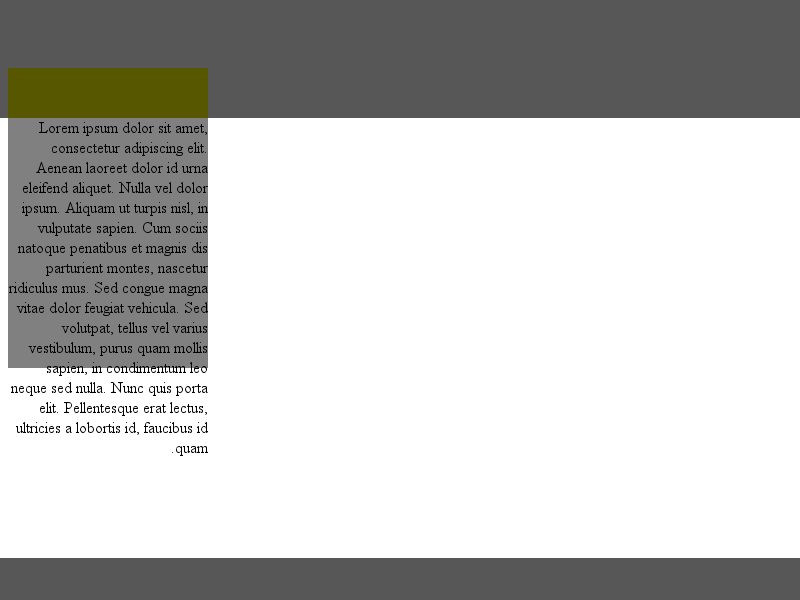 Lorem ipsum dolor sit amet,
consectetur adipiscing elit.
Aenean laoreet dolor id urna
eleifend aliquet. Nulla vel dolor
ipsum. Aliquam ut turpis nisl, in
vulputate sapien. Cum sociis
natoque penatibus et magnis dis
parturient montes, nascetur
ridiculus mus. Sed congue magna
vitae dolor feugiat vehicula. Sed
volutpat, tellus vel varius
vestibulum, purus quam mollis
sapien, in condimentum leo
neque sed nulla. Nunc quis porta
elit. Pellentesque erat lectus,
ultricies a lobortis id, faucibus id
.quam